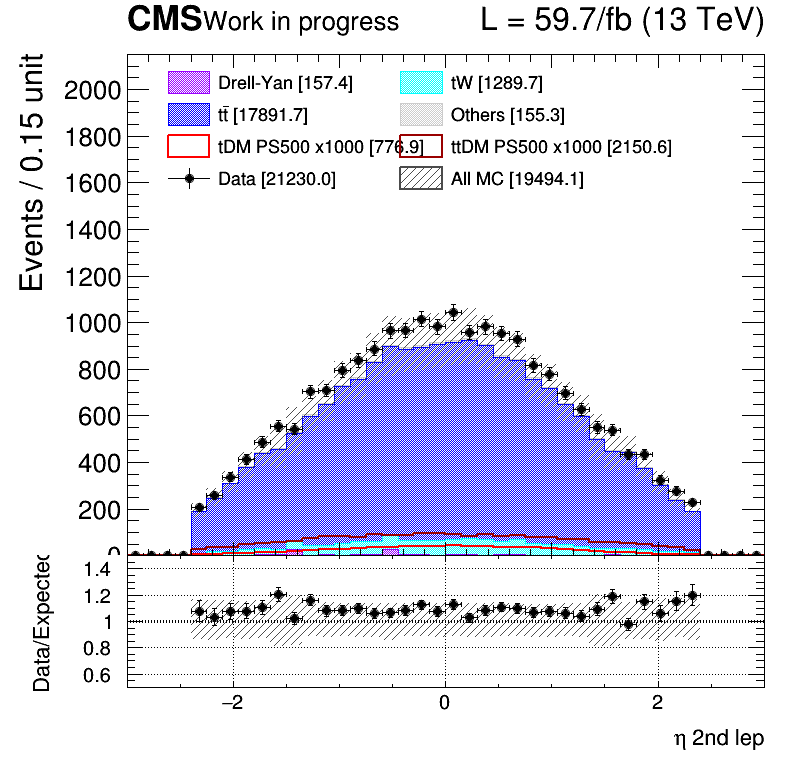 CMS Work in progress L = 59.7/fb (13 TeV)
Events / 0.15 unit
2000
1800
1600
1400
1200
1000
800
600
400
200
0
Drell-Yan [157.4] tW [1289.7]
tt̄ [17891.7] Others [155.3]
tDM PS500 x1000 [776.9] ttDM PS500 x1000 [2150.6]
Data [21230.0] All MC [19494.1]
Data/Expected
1.4
1.2
1
0.8
0.6
−2 0 2
η 2nd lep